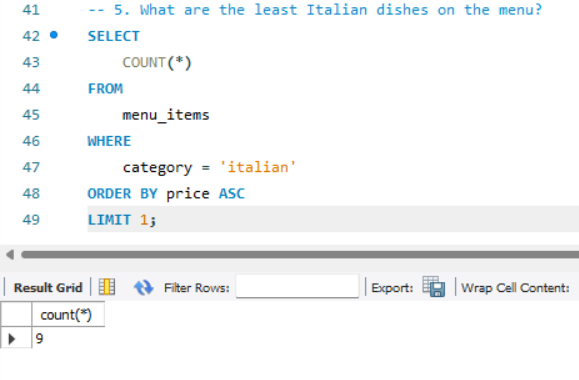 41 -- 5. What are the least Italian dishes on the menu?
42 SELECT
43 COUNT(*)
44 FROM
45 menu_items
46 WHERE
47 category = 'italian'
48 ORDER BY price ASC
49 LIMIT 1;
Result Grid Filter Rows: Export: Wrap Cell Content:
count(*)
9